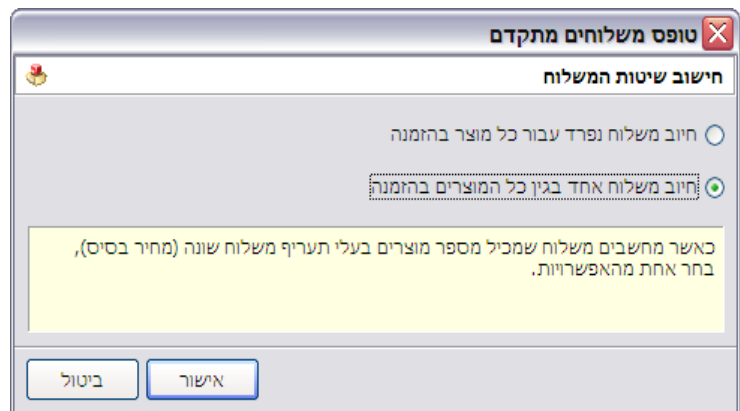 טופס משלוחים מתקדם
חישוב שיטות המשלוח
חיוב משלוח נפרד עבור כל מוצר בהזמנה
חיוב משלוח אחד בגין כל המוצרים בהזמנה
כאשר מחשבים משלוח שמכיל מספר מוצרים בעלי תעריף משלוח שונה (מחיר בסיס),
בחר אחת מהאפשרויות.
אישור
ביטול